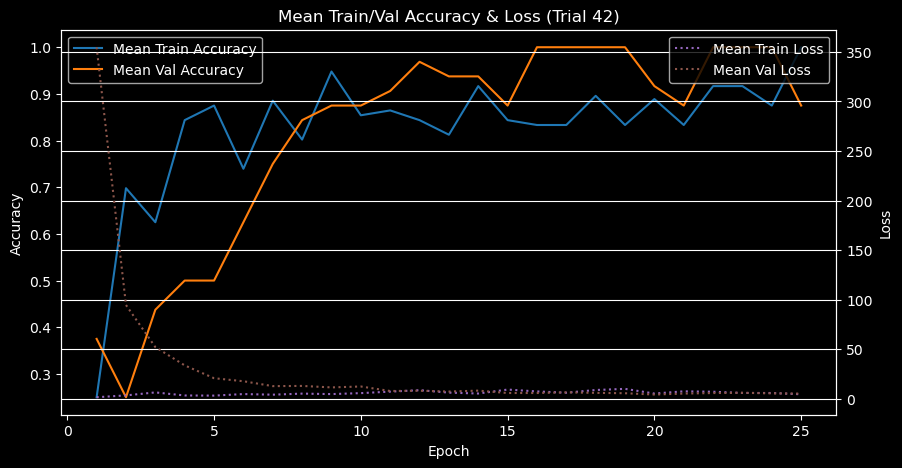 Mean Train/Val Accuracy & Loss (Trial 42)
Mean Train Accuracy
Mean Val Accuracy
Mean Train Loss
Mean Val Loss
Accuracy
1.0
0.9
0.8
0.7
0.6
0.5
0.4
0.3
350
300
250
200
150
100
50
0
Loss
0
5
10
15
20
25
Epoch